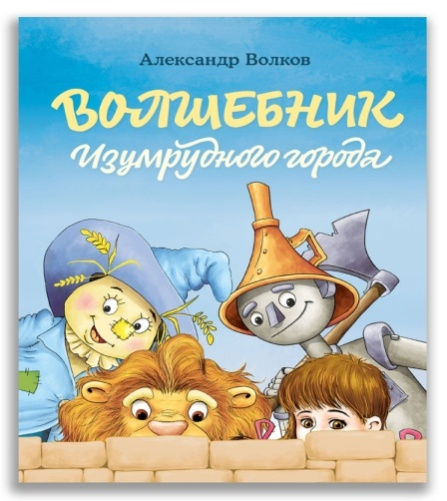 Александр Волков
ВОЛШЕБНИК
Изумрудного города